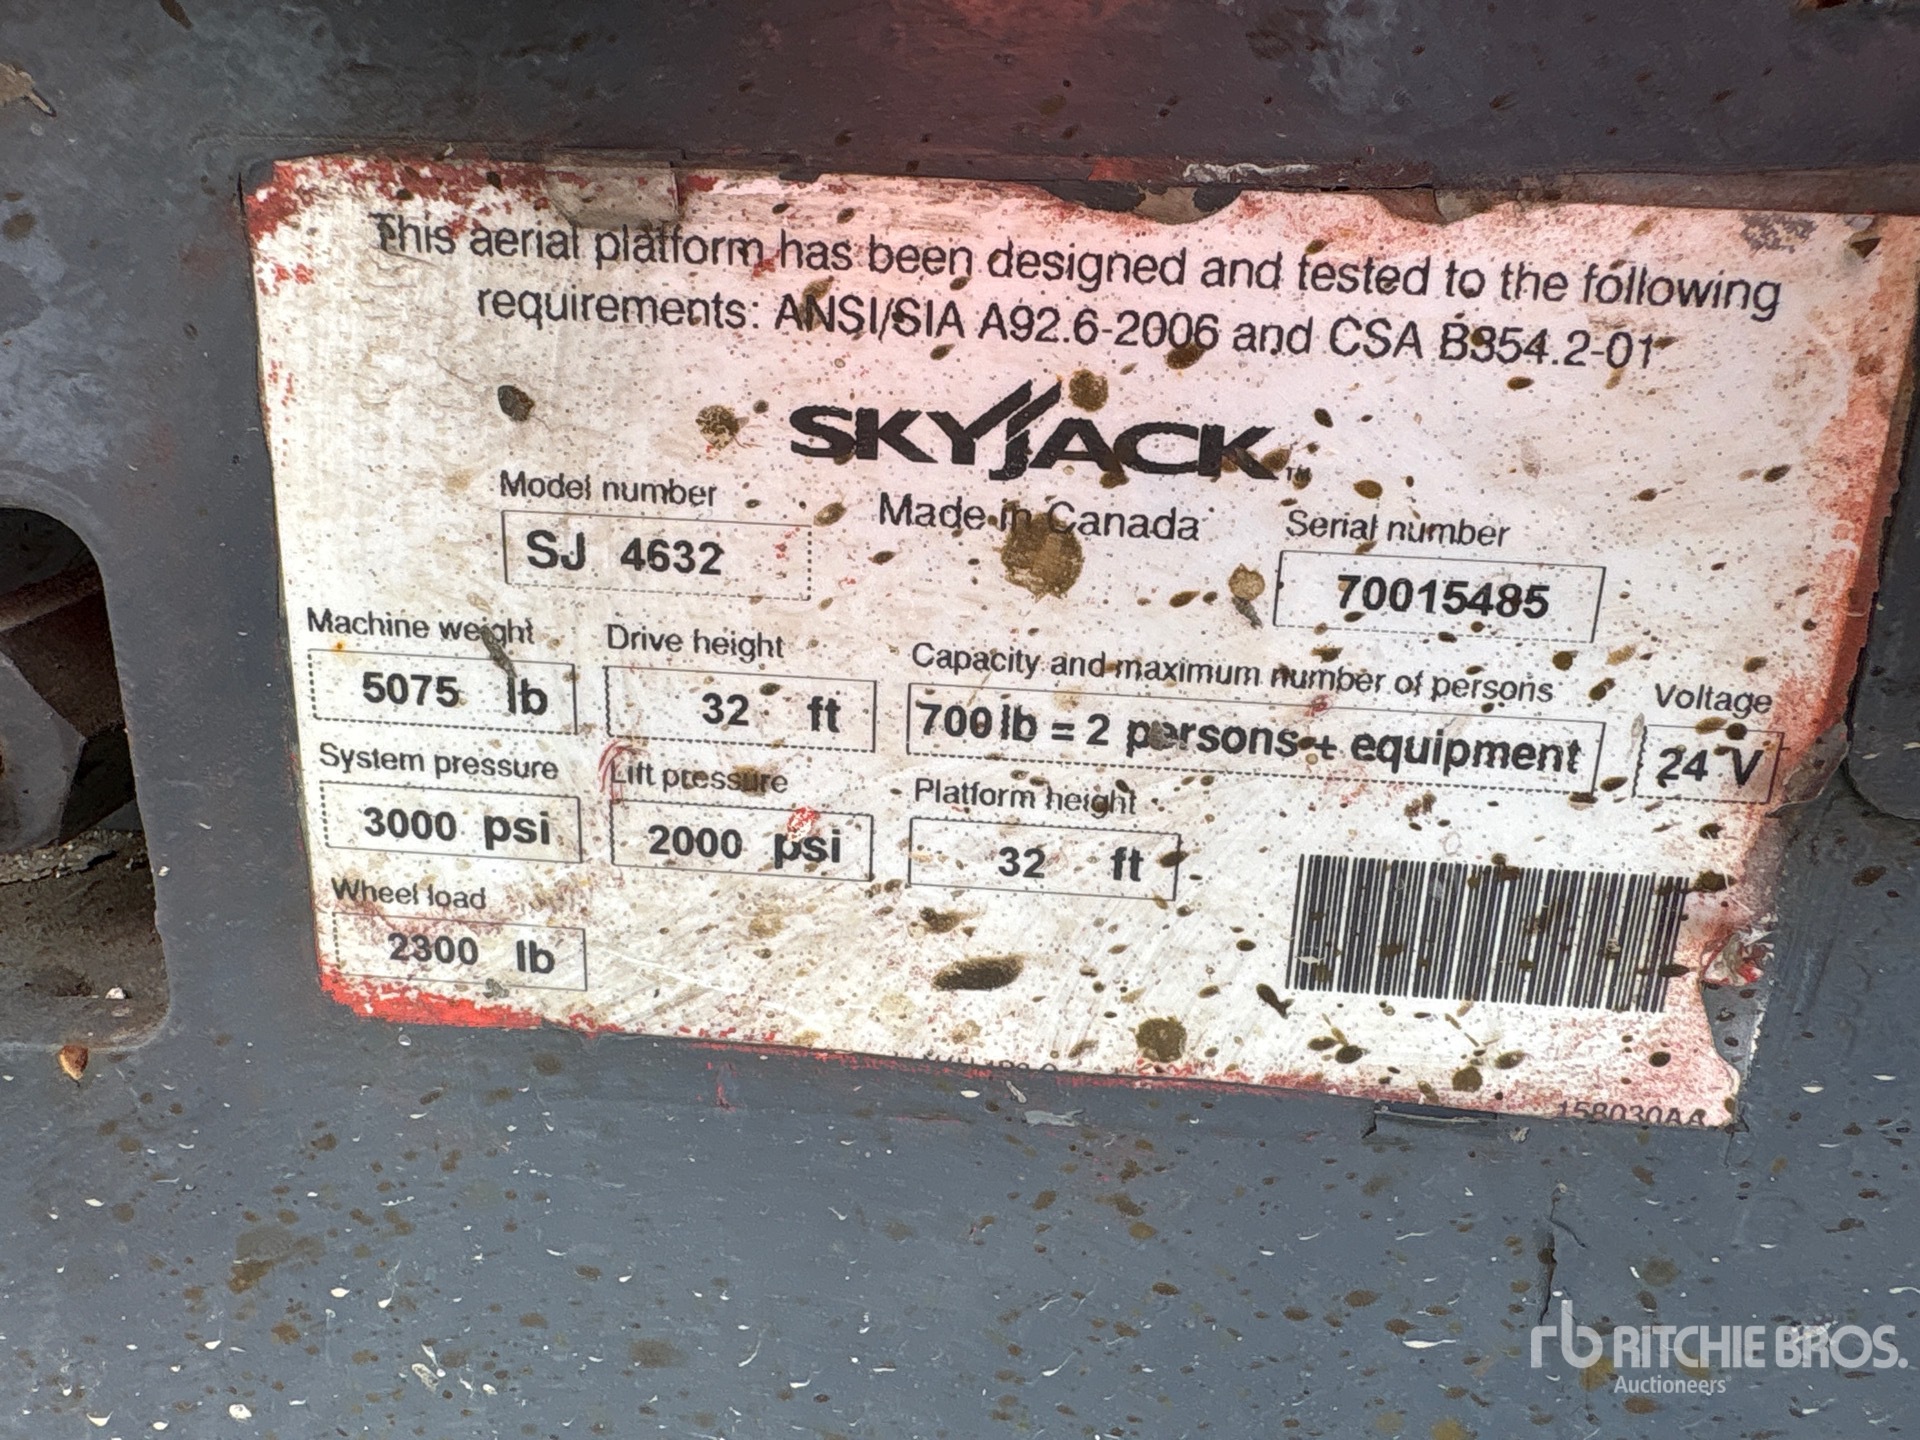 This aerial platform has been designed and tested to the following
requirements: ANSI/SIA A92.6-2006 and CSA B354.2-01
SKYJACK™
Made in Canada
Model number
SJ 4632
Serial number
70015485
Machine weight
5075 lb
Drive height
32 ft
Capacity and maximum number of persons
700 lb = 2 persons + equipment
Voltage
24 V
System pressure
3000 psi
Lift pressure
2000 psi
Platform height
32 ft
Wheel load
2300 lb
158030AA
rb RITCHIE BROS.
Auctioneers